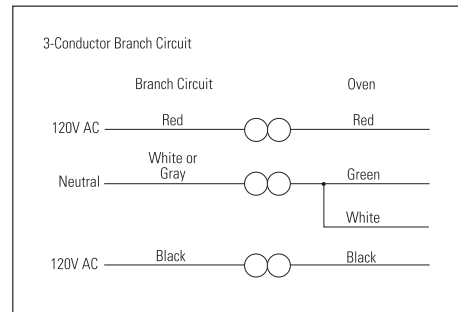 3-Conductor Branch Circuit
Branch Circuit Oven
120V AC Red Red
White or
Neutral Gray Green
White
120V AC Black Black